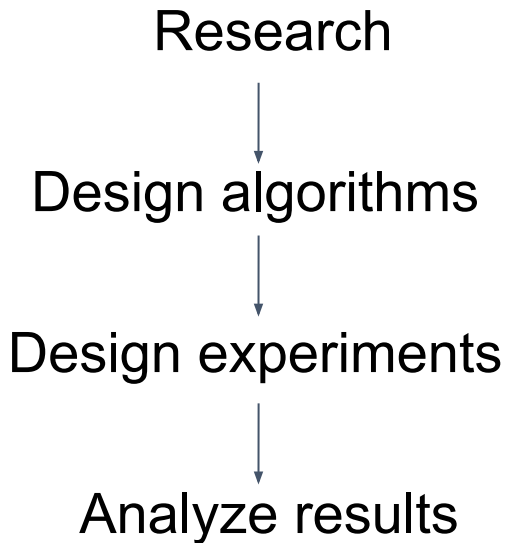 Research
Design algorithms
Design experiments
Analyze results